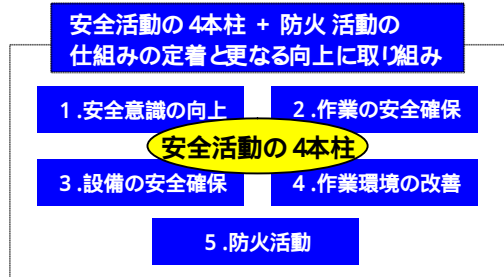 安全活動の 4本柱 + 防火 活動の
仕組みの定着と更なる向上に取り組み
1 .安全意識の向上
2 .作業の安全確保
安全活動の 4本柱
3 .設備の安全確保
4 .作業環境の改善
5 .防火活動